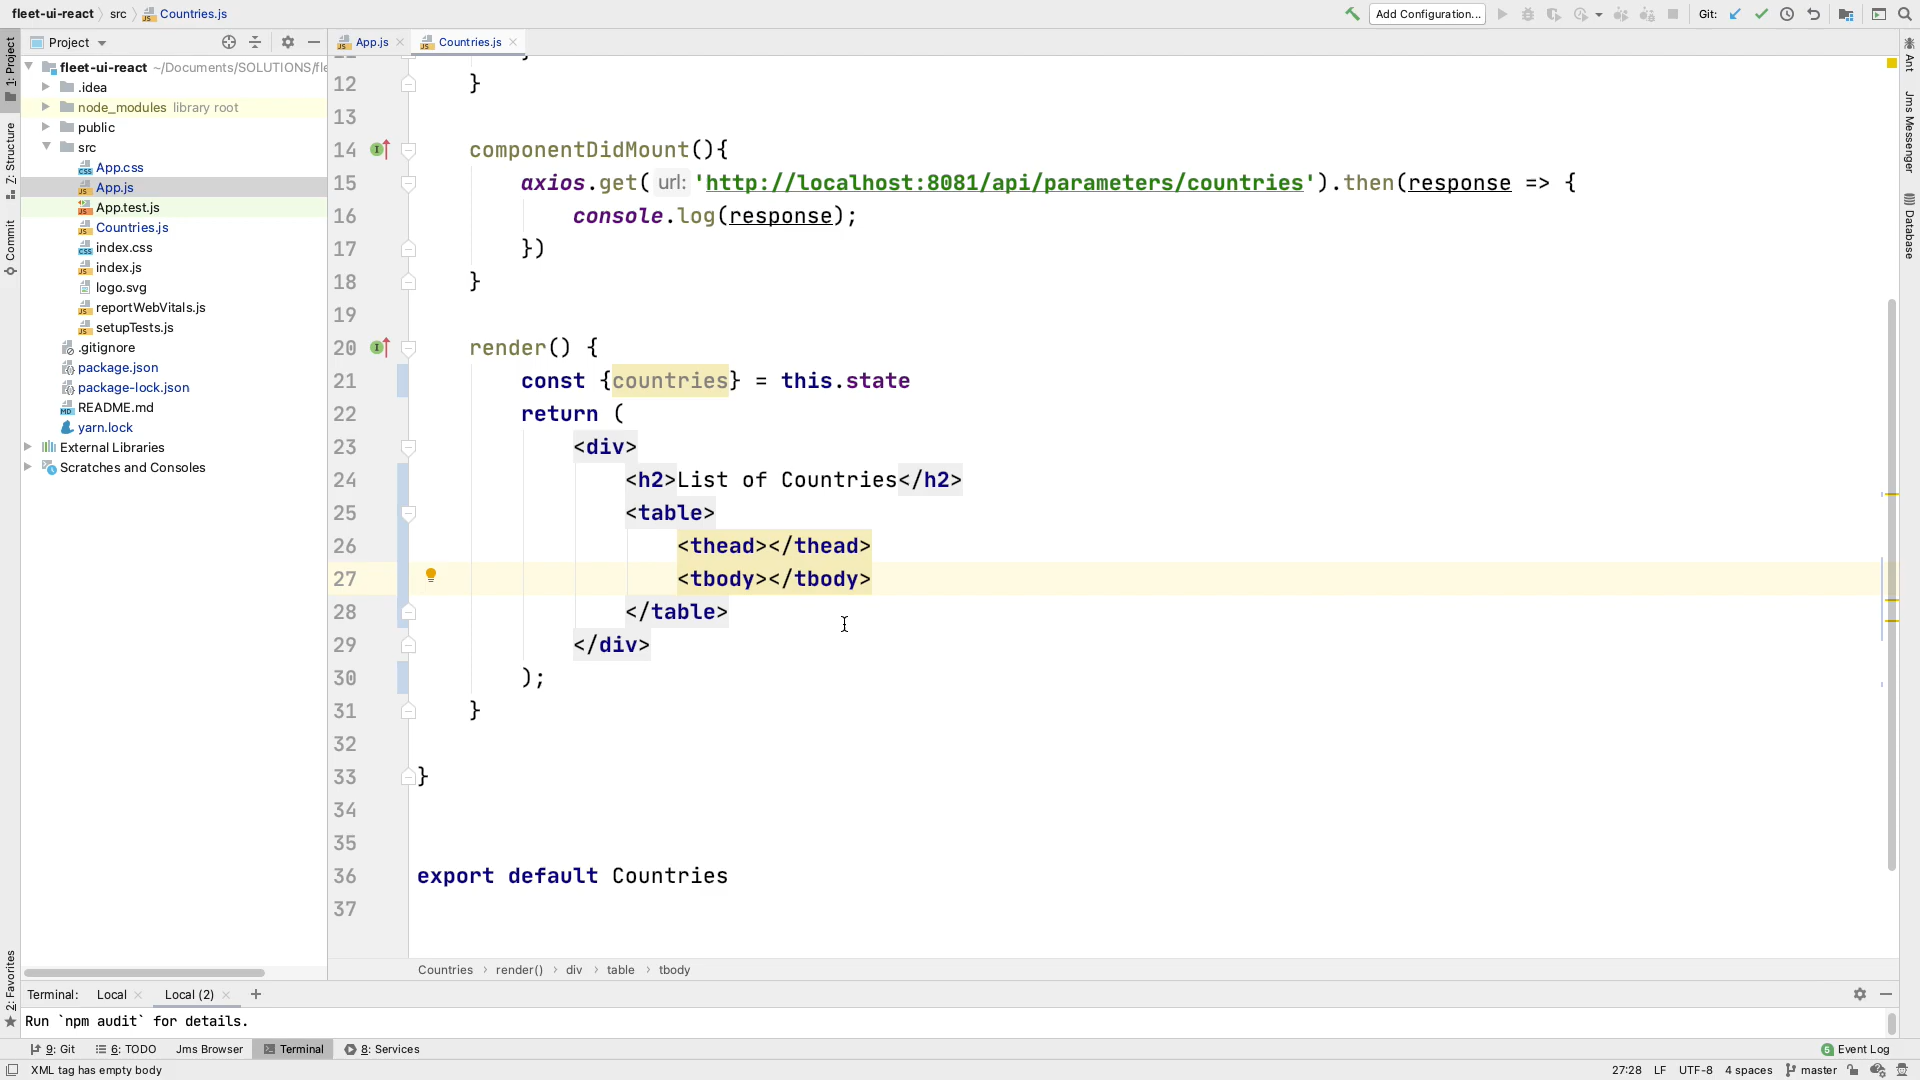 fleet-ui-react src Countries.js
Add Configuration... Git:
Project
App.js Countries.js
1: Project
7: Structure
Commit
2: Favorites
Ant
Jms Messenger
Database
fleet-ui-react ~/Documents/SOLUTIONS/fle
.idea
node_modules library root
public
src
App.css
App.js
App.test.js
Countries.js
index.css
index.js
logo.svg
reportWebVitals.js
setupTests.js
.gitignore
package.json
package-lock.json
README.md
yarn.lock
External Libraries
Scratches and Consoles
12 }
13
14 componentDidMount(){
15 axios.get( url: 'http://localhost:8081/api/parameters/countries').then(response => {
16 console.log(response);
17 })
18 }
19
20 render() {
21 const {countries} = this.state
22 return (
23 <div>
24 <h2>List of Countries</h2>
25 <table>
26 <thead></thead>
27 <tbody></tbody>
28 </table>
29 </div>
30 );
31 }
32
33 }
34
35
36 export default Countries
37
Countries render() div table tbody
Terminal: Local Local (2)
Run `npm audit` for details.
9: Git 6: TODO Jms Browser Terminal 8: Services 5 Event Log
XML tag has empty body 27:28 LF UTF-8 4 spaces master